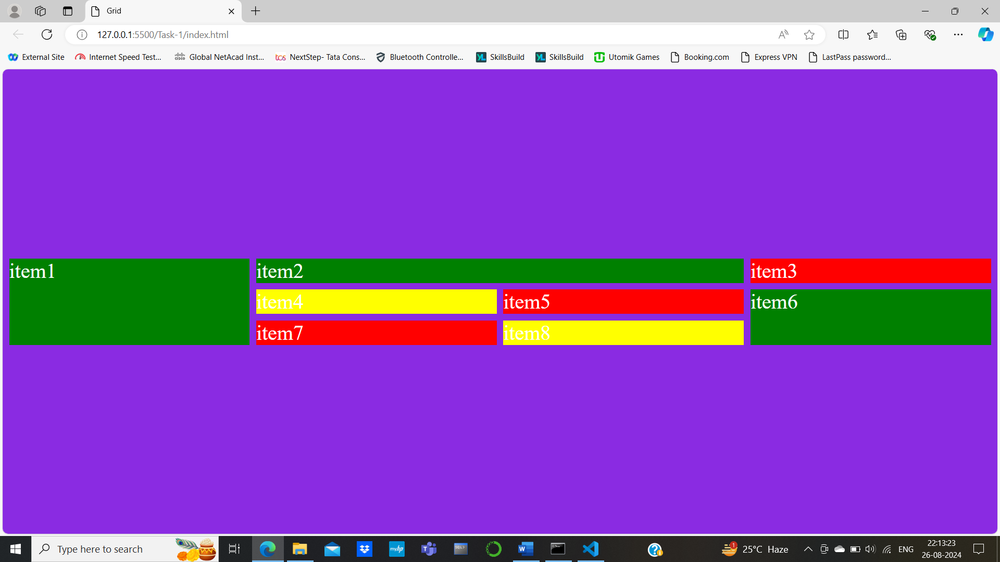 Grid
127.0.0.1:5500/Task-1/index.html
External Site Internet Speed Test... Global NetAcad Inst... NextStep- Tata Cons... Bluetooth Controlle... SkillsBuild SkillsBuild Utomik Games Booking.com Express VPN LastPass password...
item1 item2 item3
item4 item5 item6
item7 item8
Type here to search
25°C Haze
ENG
22:13:23
26-08-2024